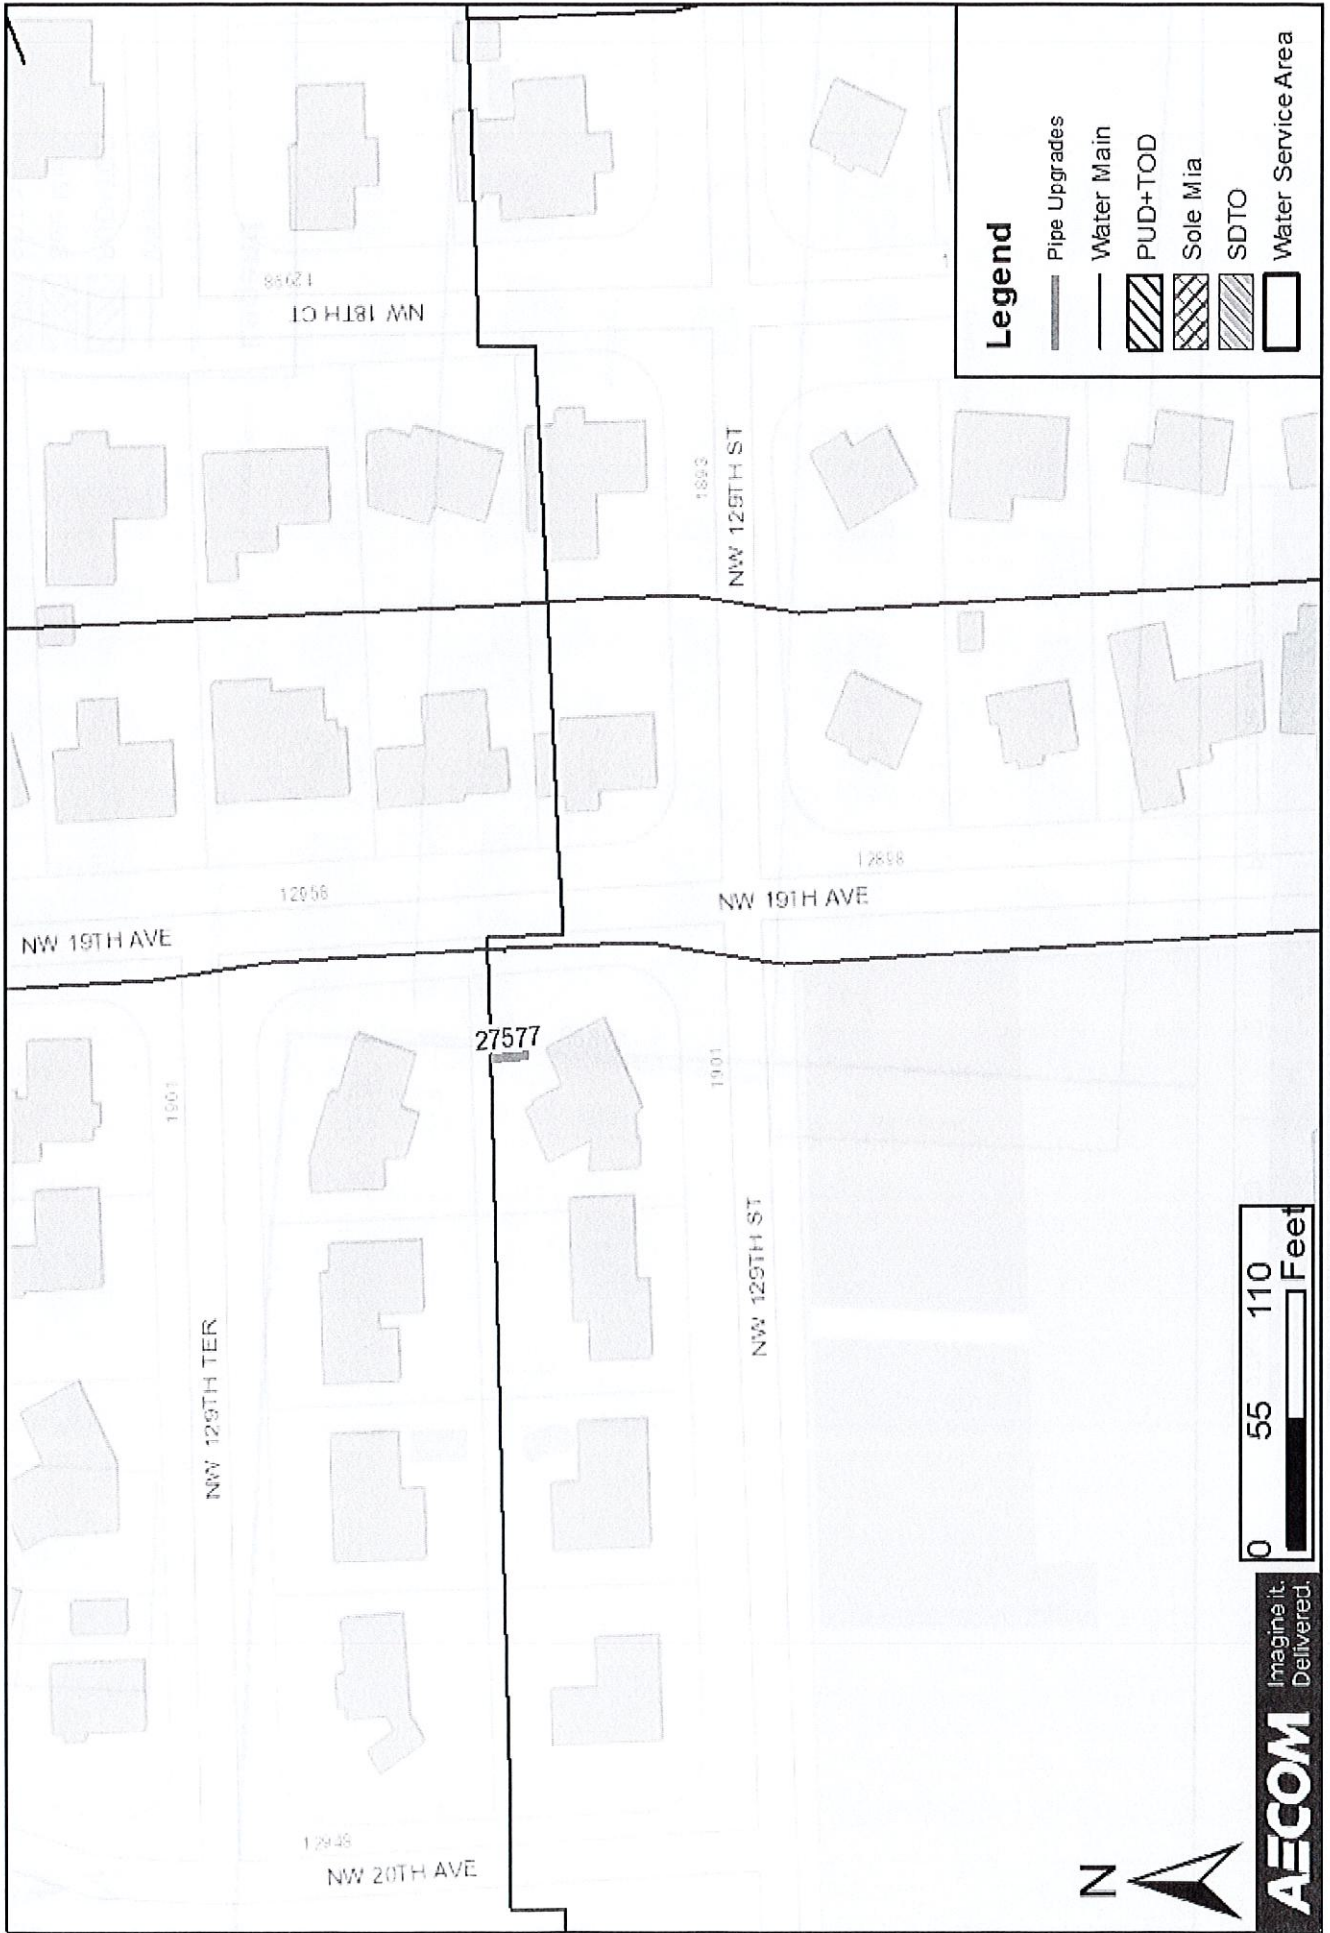 NW 18TH CT
12998
NW 129TH ST
1893
NW 19TH AVE
12958
NW 19TH AVE
12898
27577
1901
1901
NW 129TH TER
NW 129TH ST
12949
NW 20TH AVE
Legend
Pipe Upgrades
Water Main
PUD+TOD
Sole Mia
SDTO
Water Service Area
0 55 110
Feet
N
AECOM
Imagine it.
Delivered.